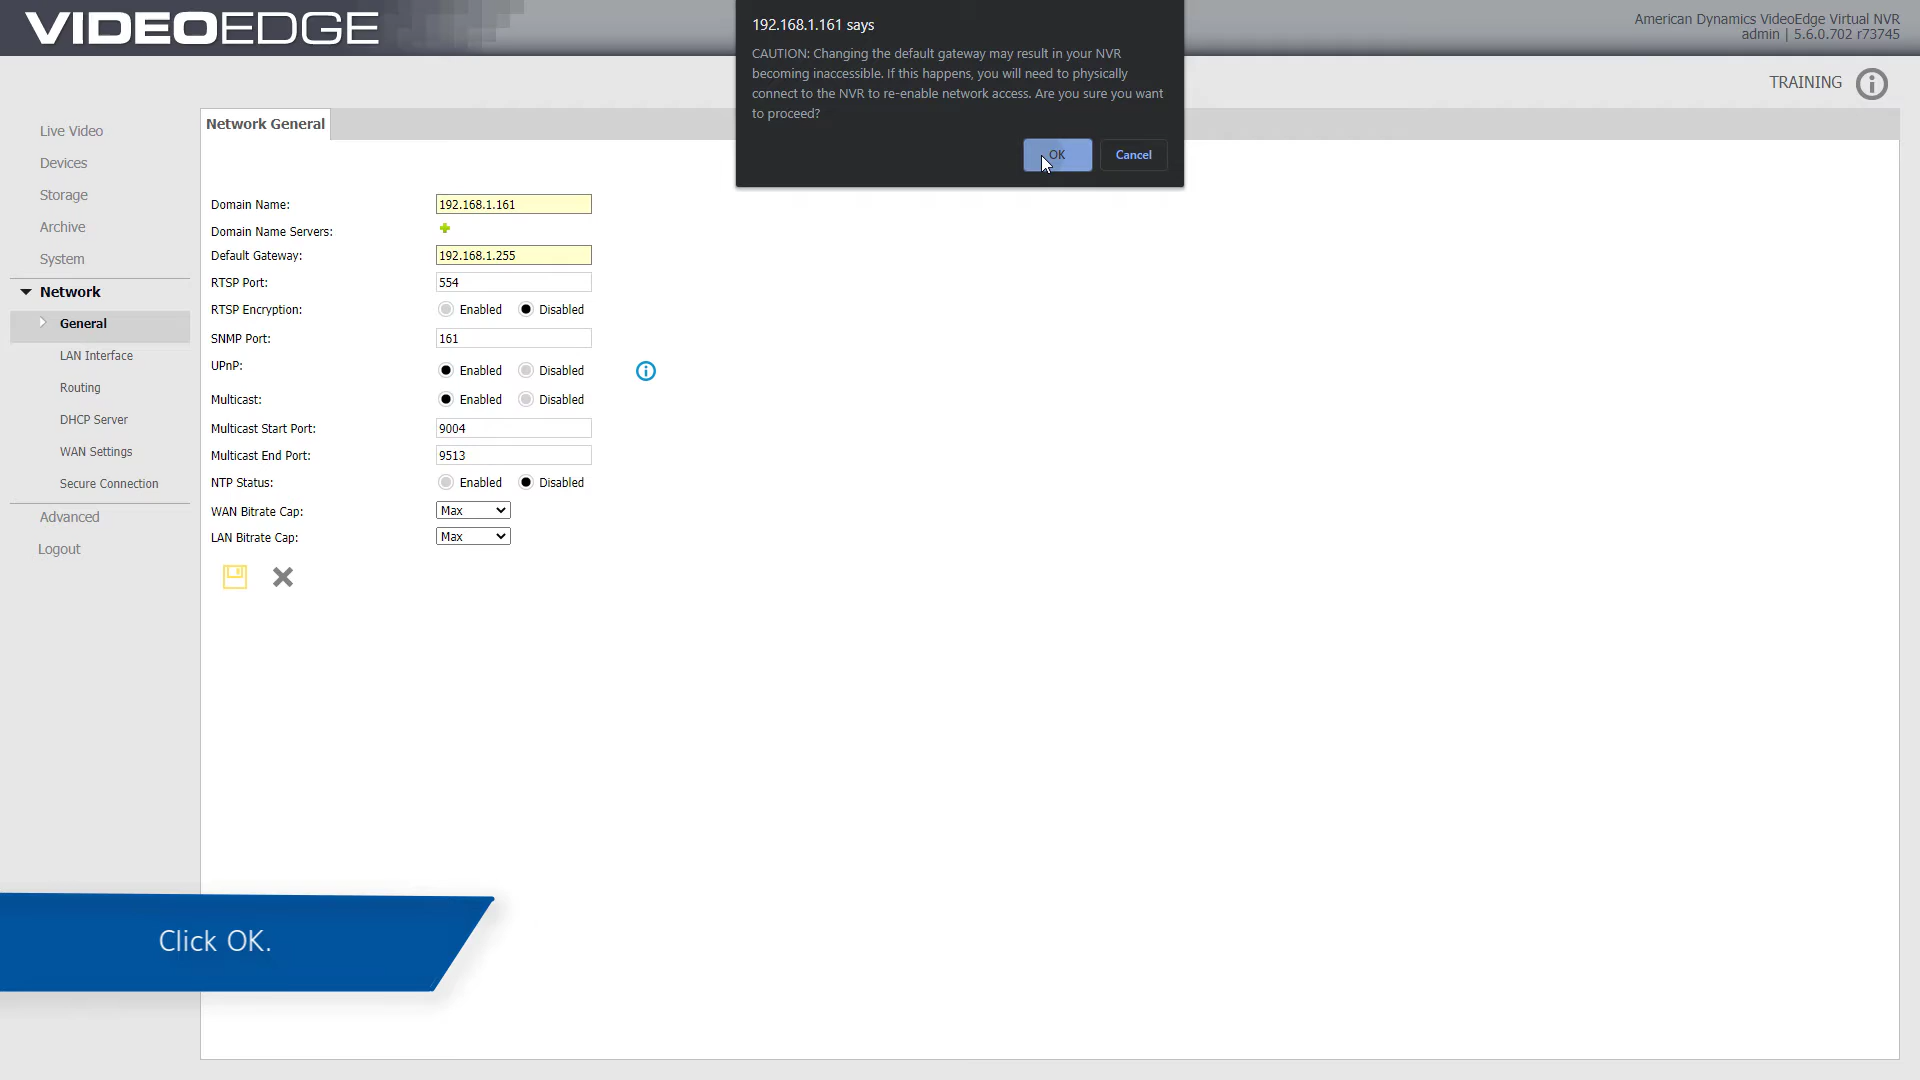 VIDEOEDGE
American Dynamics VideoEdge Virtual NVR
admin | 5.6.0.702 r73745
TRAINING
192.168.1.161 says
CAUTION: Changing the default gateway may result in your NVR
becoming inaccessible. If this happens, you will need to physically
connect to the NVR to re-enable network access. Are you sure you want
to proceed?
OK
Cancel
Live Video
Devices
Storage
Archive
System
Network
General
LAN Interface
Routing
DHCP Server
WAN Settings
Secure Connection
Advanced
Logout
Network General
Domain Name: 192.168.1.161
Domain Name Servers:
Default Gateway: 192.168.1.255
RTSP Port: 554
RTSP Encryption: Enabled Disabled
SNMP Port: 161
UPnP: Enabled Disabled
Multicast: Enabled Disabled
Multicast Start Port: 9004
Multicast End Port: 9513
NTP Status: Enabled Disabled
WAN Bitrate Cap: Max
LAN Bitrate Cap: Max
Click OK.